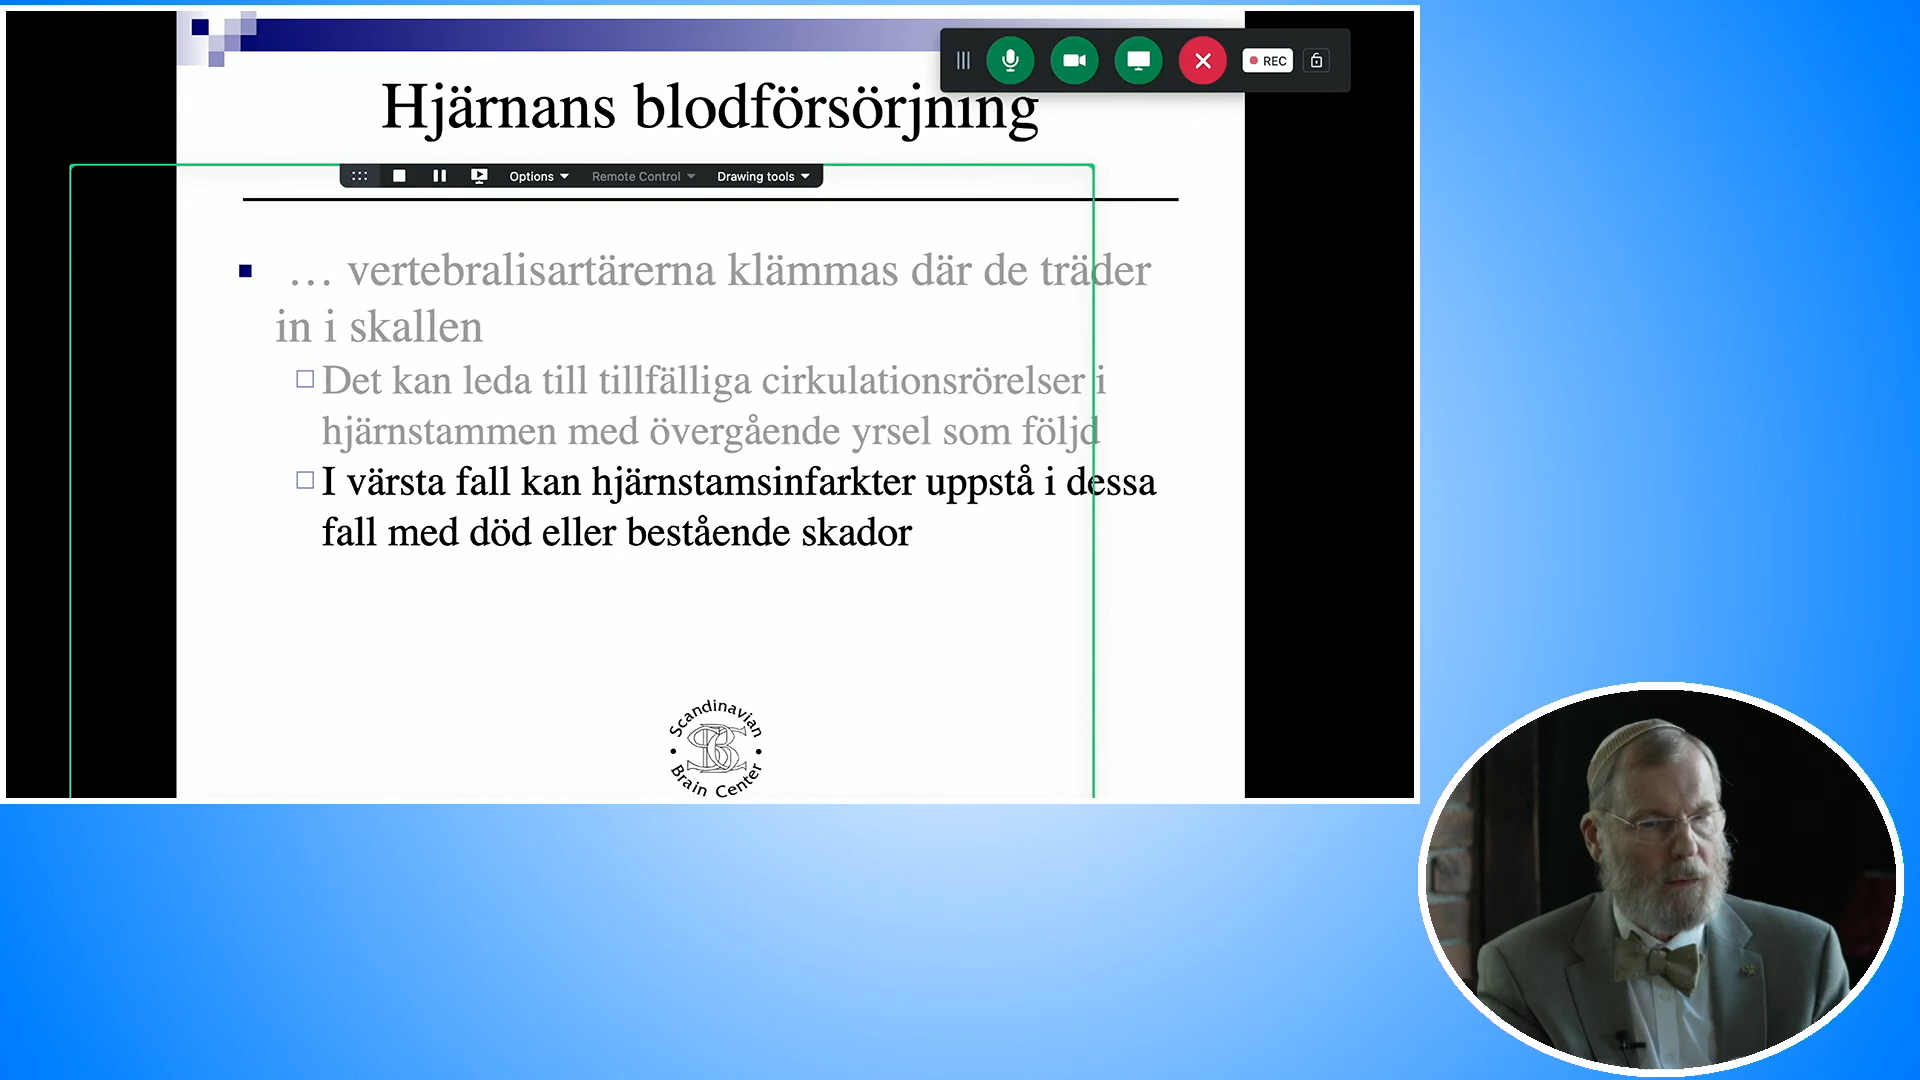 REC
Hjärnans blodförsörjning
Options
Remote Control
Drawing tools
… vertebralisartärerna klämmas där de träder
in i skallen
Det kan leda till tillfälliga cirkulationsrörelser i
hjärnstammen med övergående yrsel som följd
I värsta fall kan hjärnstamsinfarkter uppstå i dessa
fall med död eller bestående skador
Scandinavian
SBC
Brain Center